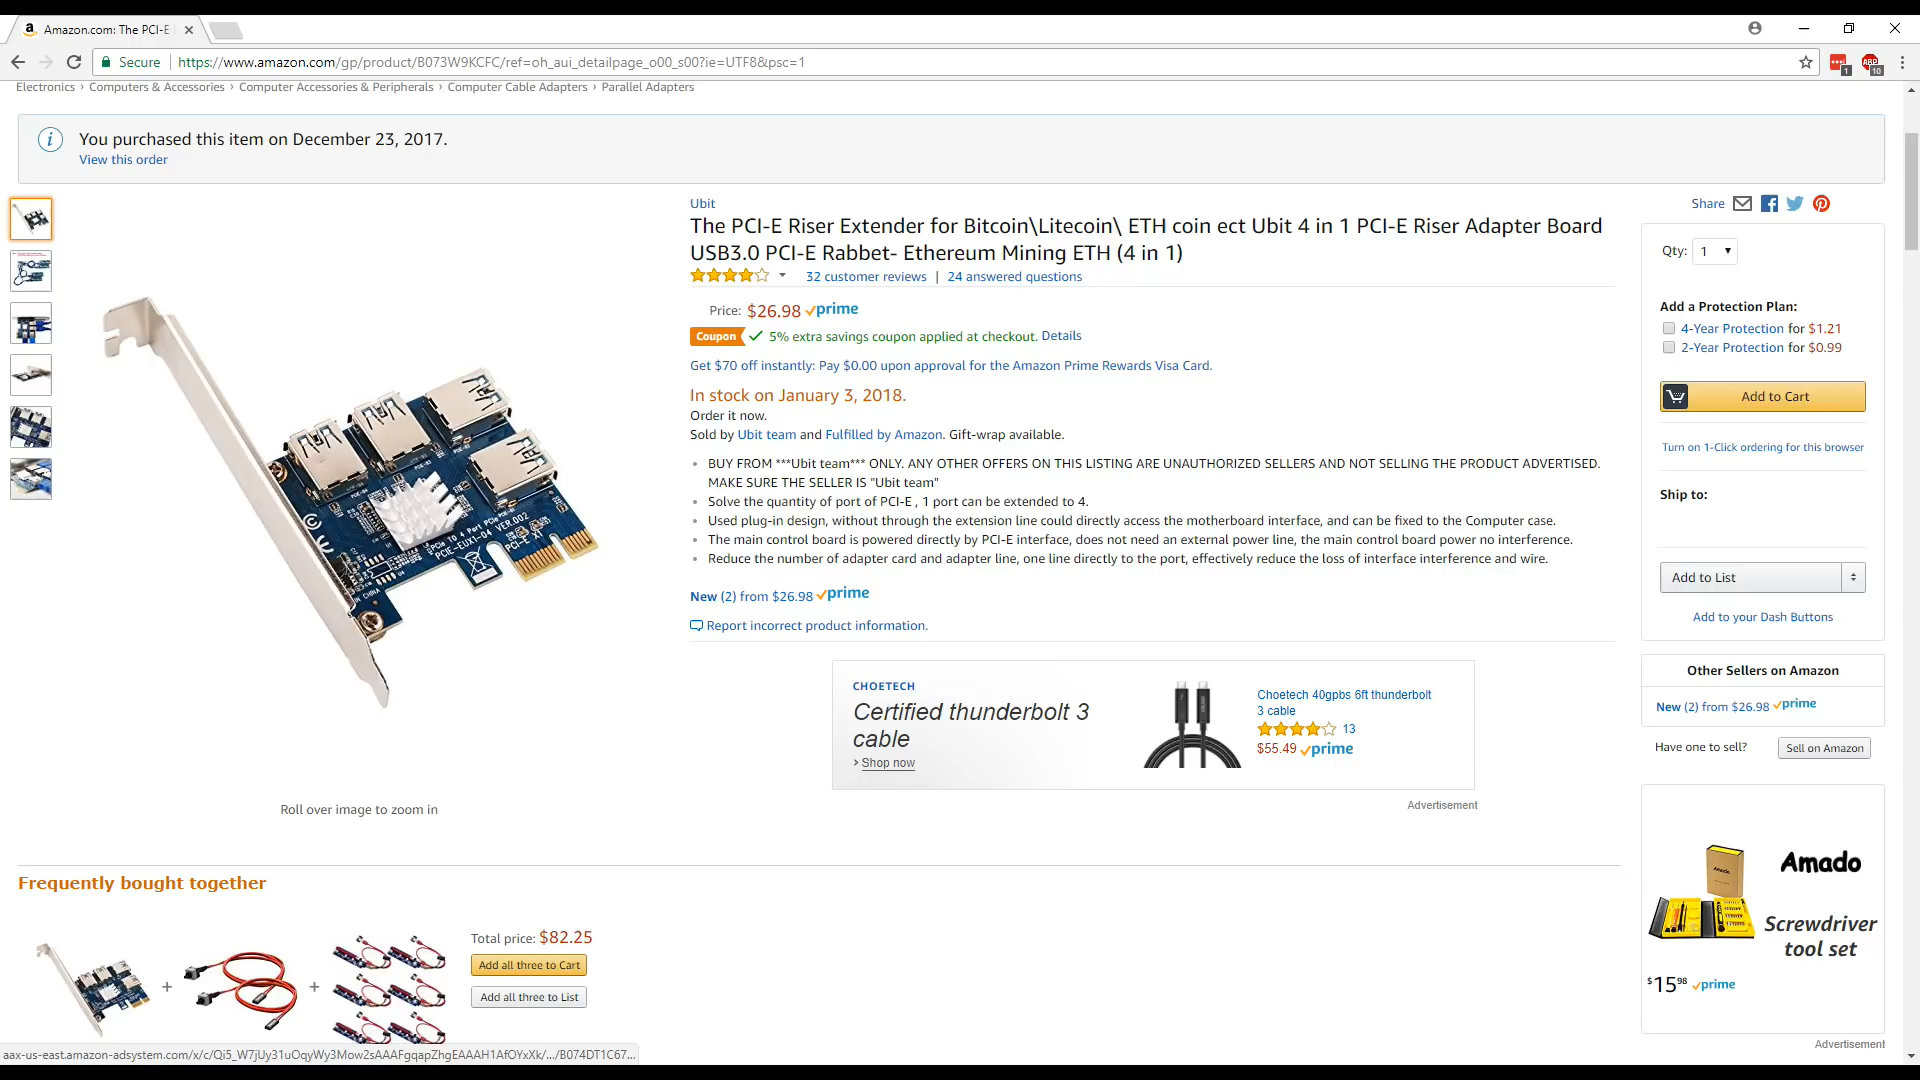 Amazon.com: The PCI-E
Secure https://www.amazon.com/gp/product/B073W9KCFC/ref=oh_aui_detailpage_o00_s00?ie=UTF8&psc=1
1
ABP
10
Electronics › Computers & Accessories › Computer Accessories & Peripherals › Computer Cable Adapters › Parallel Adapters
You purchased this item on December 23, 2017.
View this order
Ubit
The PCI-E Riser Extender for Bitcoin\Litecoin\ ETH coin ect Ubit 4 in 1 PCI-E Riser Adapter Board
USB3.0 PCI-E Rabbet- Ethereum Mining ETH (4 in 1)
32 customer reviews | 24 answered questions
Price: $26.98 prime
Coupon 5% extra savings coupon applied at checkout. Details
Get $70 off instantly: Pay $0.00 upon approval for the Amazon Prime Rewards Visa Card.
In stock on January 3, 2018.
Order it now.
Sold by Ubit team and Fulfilled by Amazon. Gift-wrap available.
• BUY FROM ***Ubit team*** ONLY. ANY OTHER OFFERS ON THIS LISTING ARE UNAUTHORIZED SELLERS AND NOT SELLING THE PRODUCT ADVERTISED.
MAKE SURE THE SELLER IS "Ubit team"
• Solve the quantity of port of PCI-E , 1 port can be extended to 4.
• Used plug-in design, without through the extension line could directly access the motherboard interface, and can be fixed to the Computer case.
• The main control board is powered directly by PCI-E interface, does not need an external power line, the main control board power no interference.
• Reduce the number of adapter card and adapter line, one line directly to the port, effectively reduce the loss of interface interference and wire.
New (2) from $26.98 prime
Report incorrect product information.
PCIe TO 4 Port PCIe
PCIE-EUX1-04 VER.002
PCI-E X1
IN CHINA
Roll over image to zoom in
CHOETECH
Certified thunderbolt 3
cable
› Shop now
Choetech 40gpbs 6ft thunderbolt
3 cable
13
$55.49 prime
Advertisement
Share
Qty: 1
Add a Protection Plan:
4-Year Protection for $1.21
2-Year Protection for $0.99
Add to Cart
Turn on 1-Click ordering for this browser
Ship to:
Add to List
Add to your Dash Buttons
Other Sellers on Amazon
New (2) from $26.98 prime
Have one to sell? Sell on Amazon
Amado
Amado
Screwdriver
tool set
$15.98 prime
Advertisement
Frequently bought together
+
+
Total price: $82.25
Add all three to Cart
Add all three to List
aax-us-east.amazon-adsystem.com/x/c/Qi5_W7jUy31uOqyWy3Mow2sAAAFgqapZhgEAAAH1AfOYxXk/.../B074DT1C67...